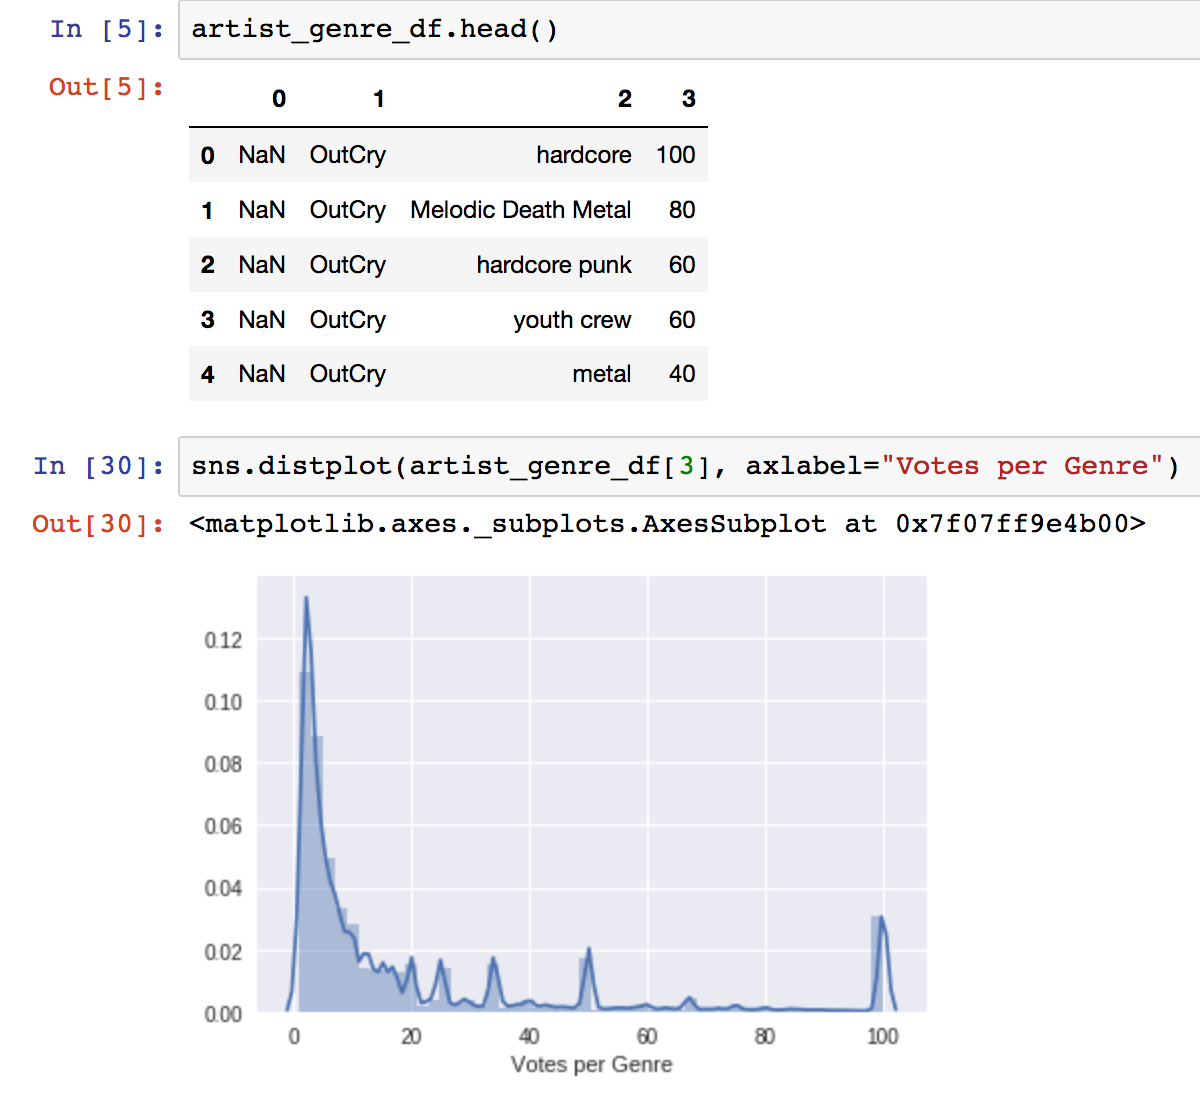 In [5]: artist_genre_df.head()
Out[5]:
0 1 2 3
0 NaN OutCry hardcore 100
1 NaN OutCry Melodic Death Metal 80
2 NaN OutCry hardcore punk 60
3 NaN OutCry youth crew 60
4 NaN OutCry metal 40
In [30]: sns.distplot(artist_genre_df[3], axlabel="Votes per Genre")
Out[30]: <matplotlib.axes._subplots.AxesSubplot at 0x7f07ff9e4b00>
0.12
0.10
0.08
0.06
0.04
0.02
0.00
0 20 40 60 80 100
Votes per Genre